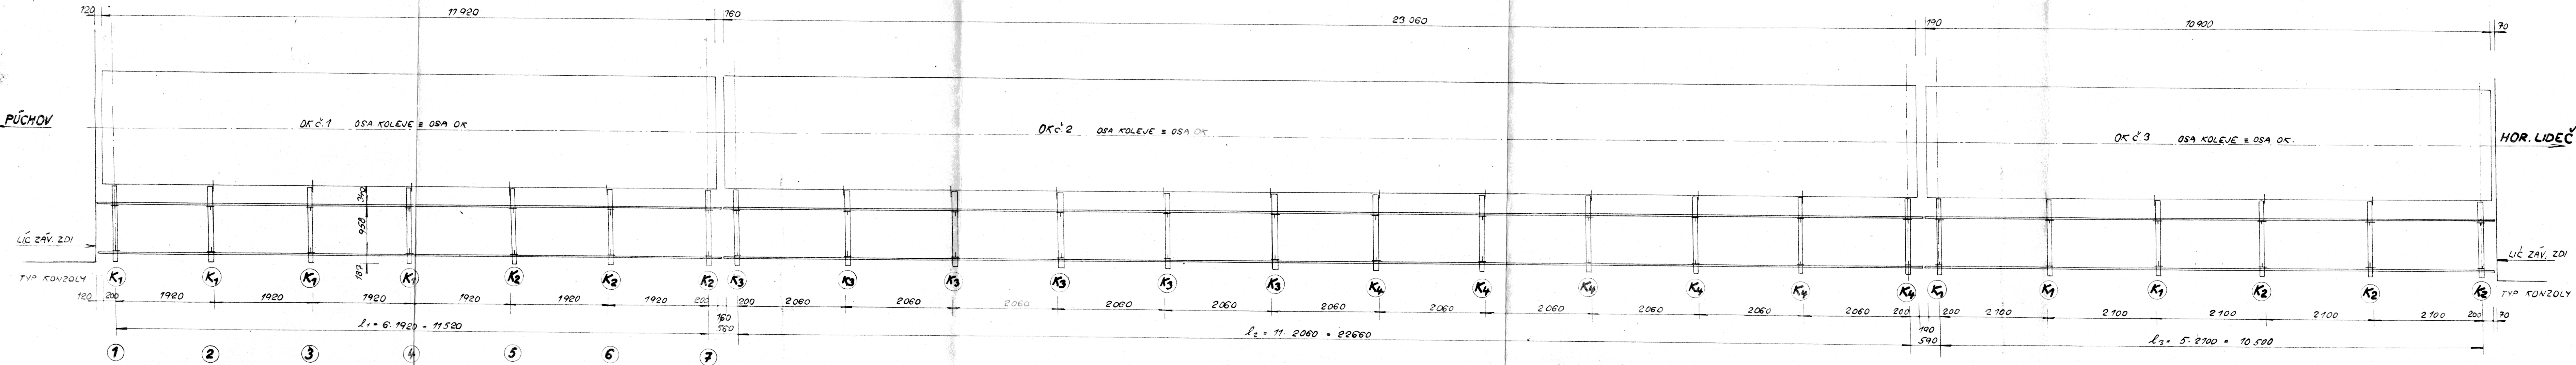 120 11 920 160 23 060 190 10 900 70
PÚCHOV OK č.1 OSA KOLEJE ≡ OSA OK OK č.2 OSA KOLEJE ≡ OSA OK OK č.3 OSA KOLEJE ≡ OSA OK. HOR. LIDEČ
340
958
187
LÍC ZÁV. ZDI LÍC ZÁV. ZDI
TYP KONZOLY K1 K1 K1 K1 K2 K2 K2 K3 K3 K3 K3 K3 K3 K4 K4 K4 K4 K4 K4 K1 K1 K1 K2 K2 K2 TYP KONZOLY
120 200 1920 1920 1920 1920 1920 1920 200 160 200 2060 2060 2060 2060 2060 2060 2060 2060 2060 2060 2060 200 190 200 2100 2100 2100 2100 2100 200 70
l1 = 6. 1920 = 11520 560 l2 = 11. 2060 = 22660 590 l3 = 5. 2100 = 10 500
1 2 3 4 5 6 7